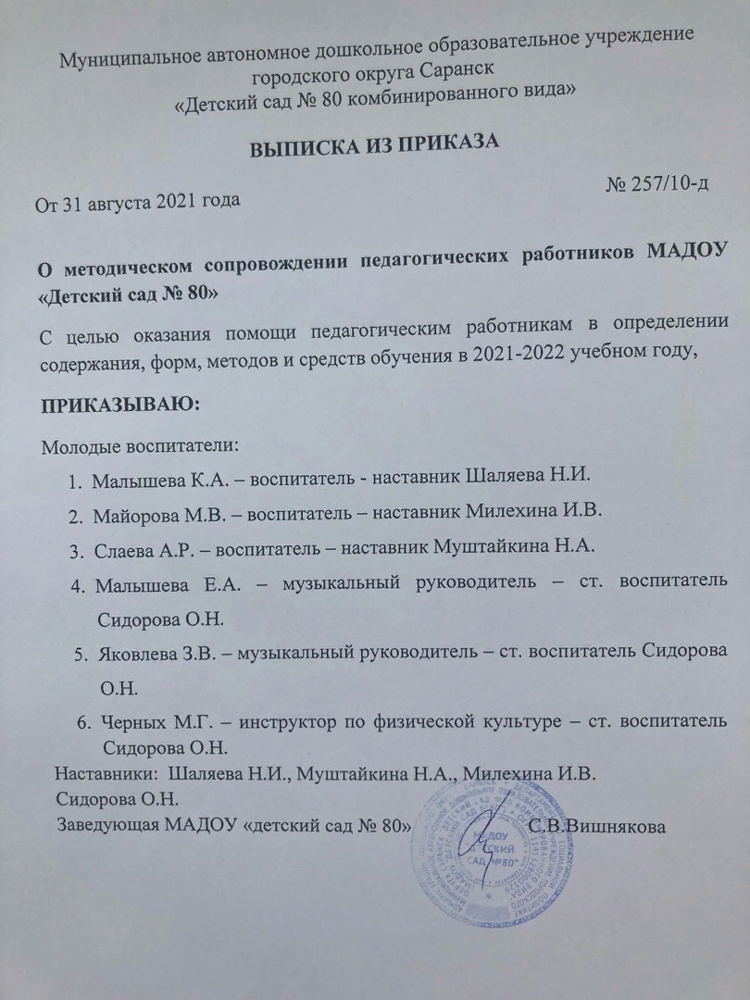 Муниципальное автономное дошкольное образовательное учреждение
городского округа Саранск
«Детский сад № 80 комбинированного вида»
ВЫПИСКА ИЗ ПРИКАЗА
От 31 августа 2021 года № 257/10-д
О методическом сопровождении педагогических работников МАДОУ
«Детский сад № 80»
С целью оказания помощи педагогическим работникам в определении
содержания, форм, методов и средств обучения в 2021-2022 учебном году,
ПРИКАЗЫВАЮ:
Молодые воспитатели:
1. Малышева К.А. – воспитатель - наставник Шаляева Н.И.
2. Майорова М.В. – воспитатель – наставник Милехина И.В.
3. Слаева А.Р. – воспитатель – наставник Муштайкина Н.А.
4. Малышева Е.А. – музыкальный руководитель – ст. воспитатель
Сидорова О.Н.
5. Яковлева З.В. – музыкальный руководитель – ст. воспитатель Сидорова
О.Н.
6. Черных М.Г. – инструктор по физической культуре – ст. воспитатель
Сидорова О.Н.
Наставники: Шаляева Н.И., Муштайкина Н.А., Милехина И.В.
Сидорова О.Н.
Заведующая МАДОУ «детский сад № 80» С.В.Вишнякова
МАДОУ
ДЕТСКИЙ
САД №80"